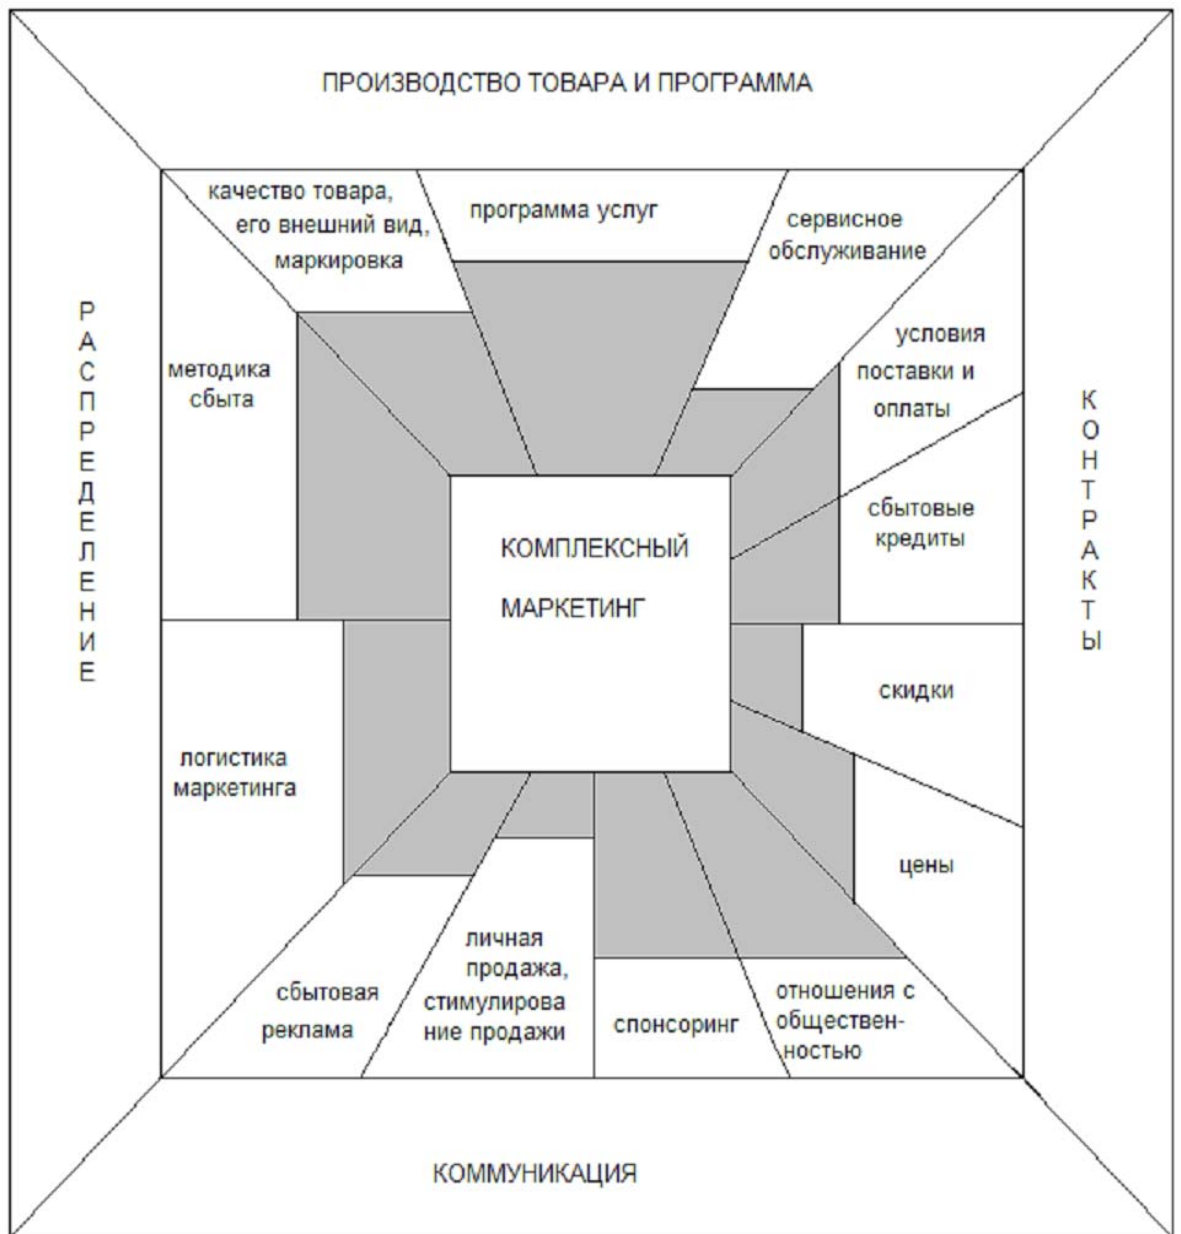 ПРОИЗВОДСТВО ТОВАРА И ПРОГРАММА
качество товара,
его внешний вид,
маркировка
программа услуг
сервисное
обслуживание
РАСПРЕДЕЛЕНИЕ
методика
сбыта
логистика
маркетинга
КОМПЛЕКСНЫЙ
МАРКЕТИНГ
условия
поставки и
оплаты
сбытовые
кредиты
скидки
цены
КОНТРАКТЫ
сбытовая
реклама
личная
продажа,
стимулирова
ние продажи
спонсоринг
отношения с
обществен-
ностью
КОММУНИКАЦИЯ